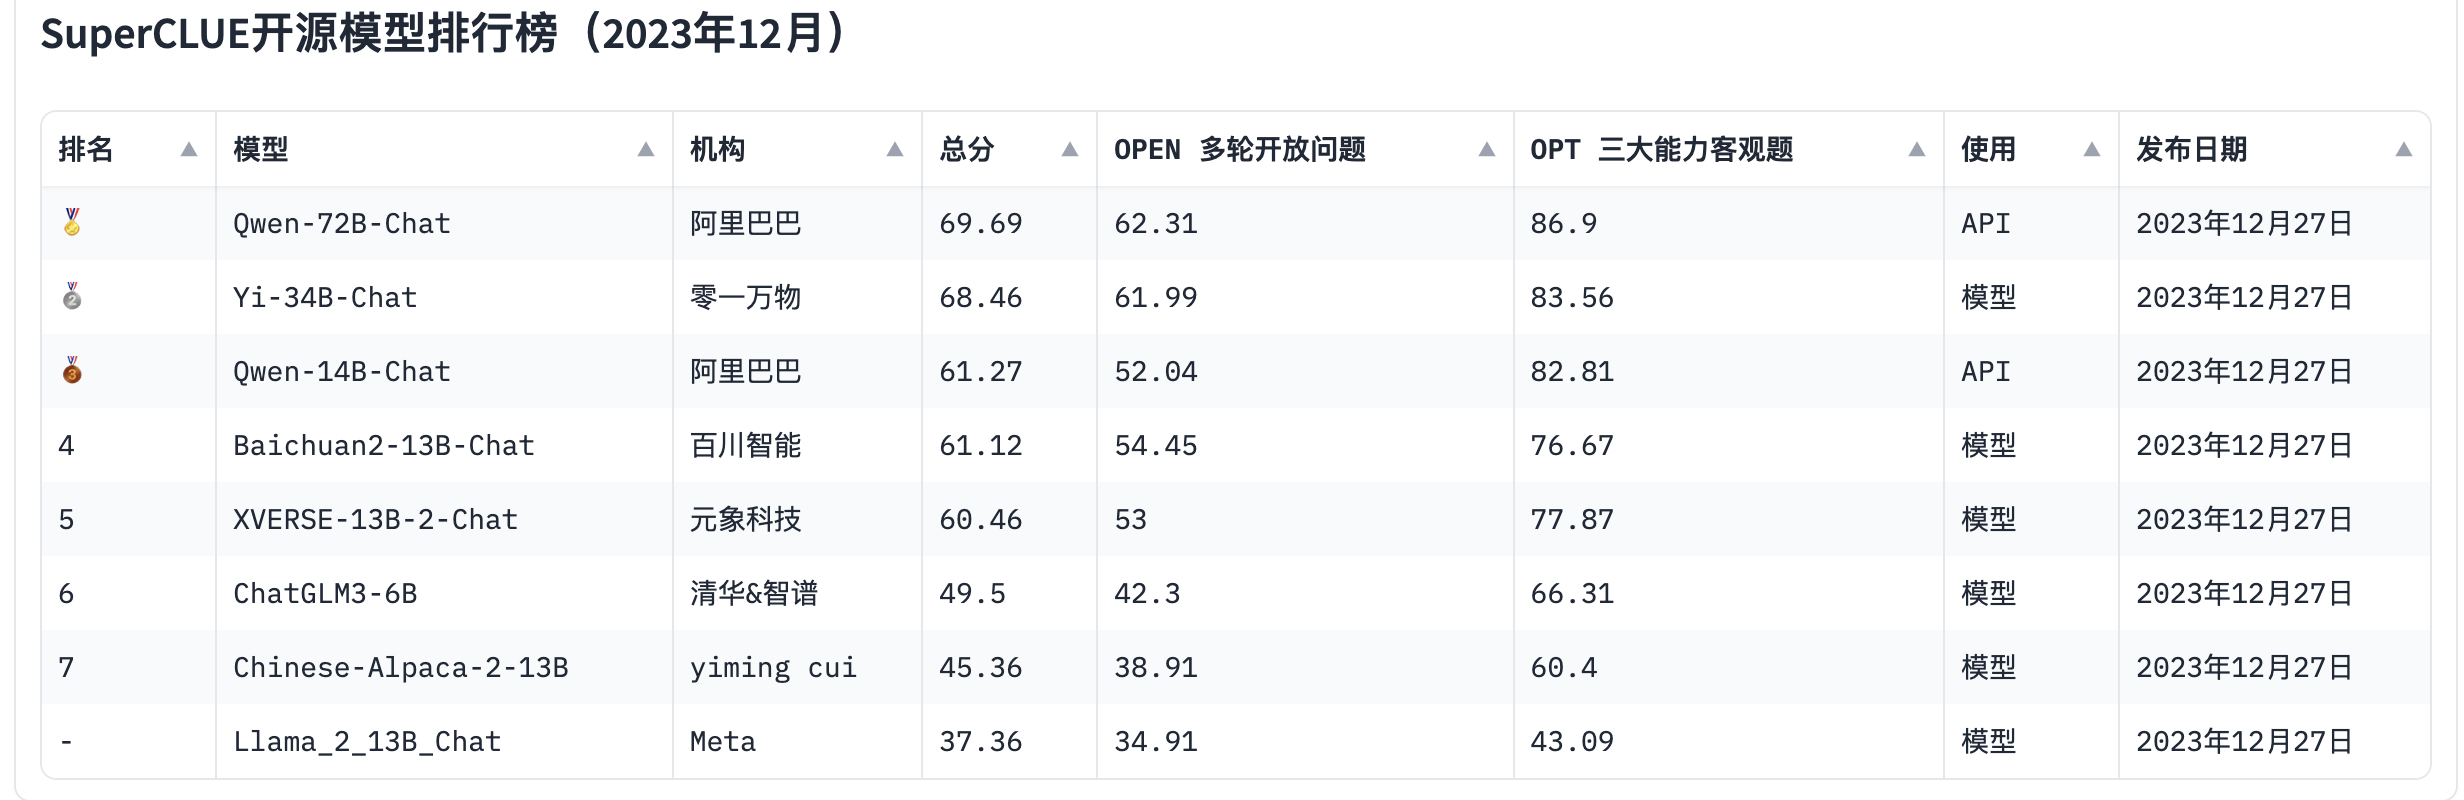 SuperCLUE开源模型排行榜（2023年12月）
排名 模型 机构 总分 OPEN 多轮开放问题 OPT 三大能力客观题 使用 发布日期
🥇 Qwen-72B-Chat 阿里巴巴 69.69 62.31 86.9 API 2023年12月27日
🥈 Yi-34B-Chat 零一万物 68.46 61.99 83.56 模型 2023年12月27日
🥉 Qwen-14B-Chat 阿里巴巴 61.27 52.04 82.81 API 2023年12月27日
4 Baichuan2-13B-Chat 百川智能 61.12 54.45 76.67 模型 2023年12月27日
5 XVERSE-13B-2-Chat 元象科技 60.46 53 77.87 模型 2023年12月27日
6 ChatGLM3-6B 清华&智谱 49.5 42.3 66.31 模型 2023年12月27日
7 Chinese-Alpaca-2-13B yiming cui 45.36 38.91 60.4 模型 2023年12月27日
- Llama_2_13B_Chat Meta 37.36 34.91 43.09 模型 2023年12月27日